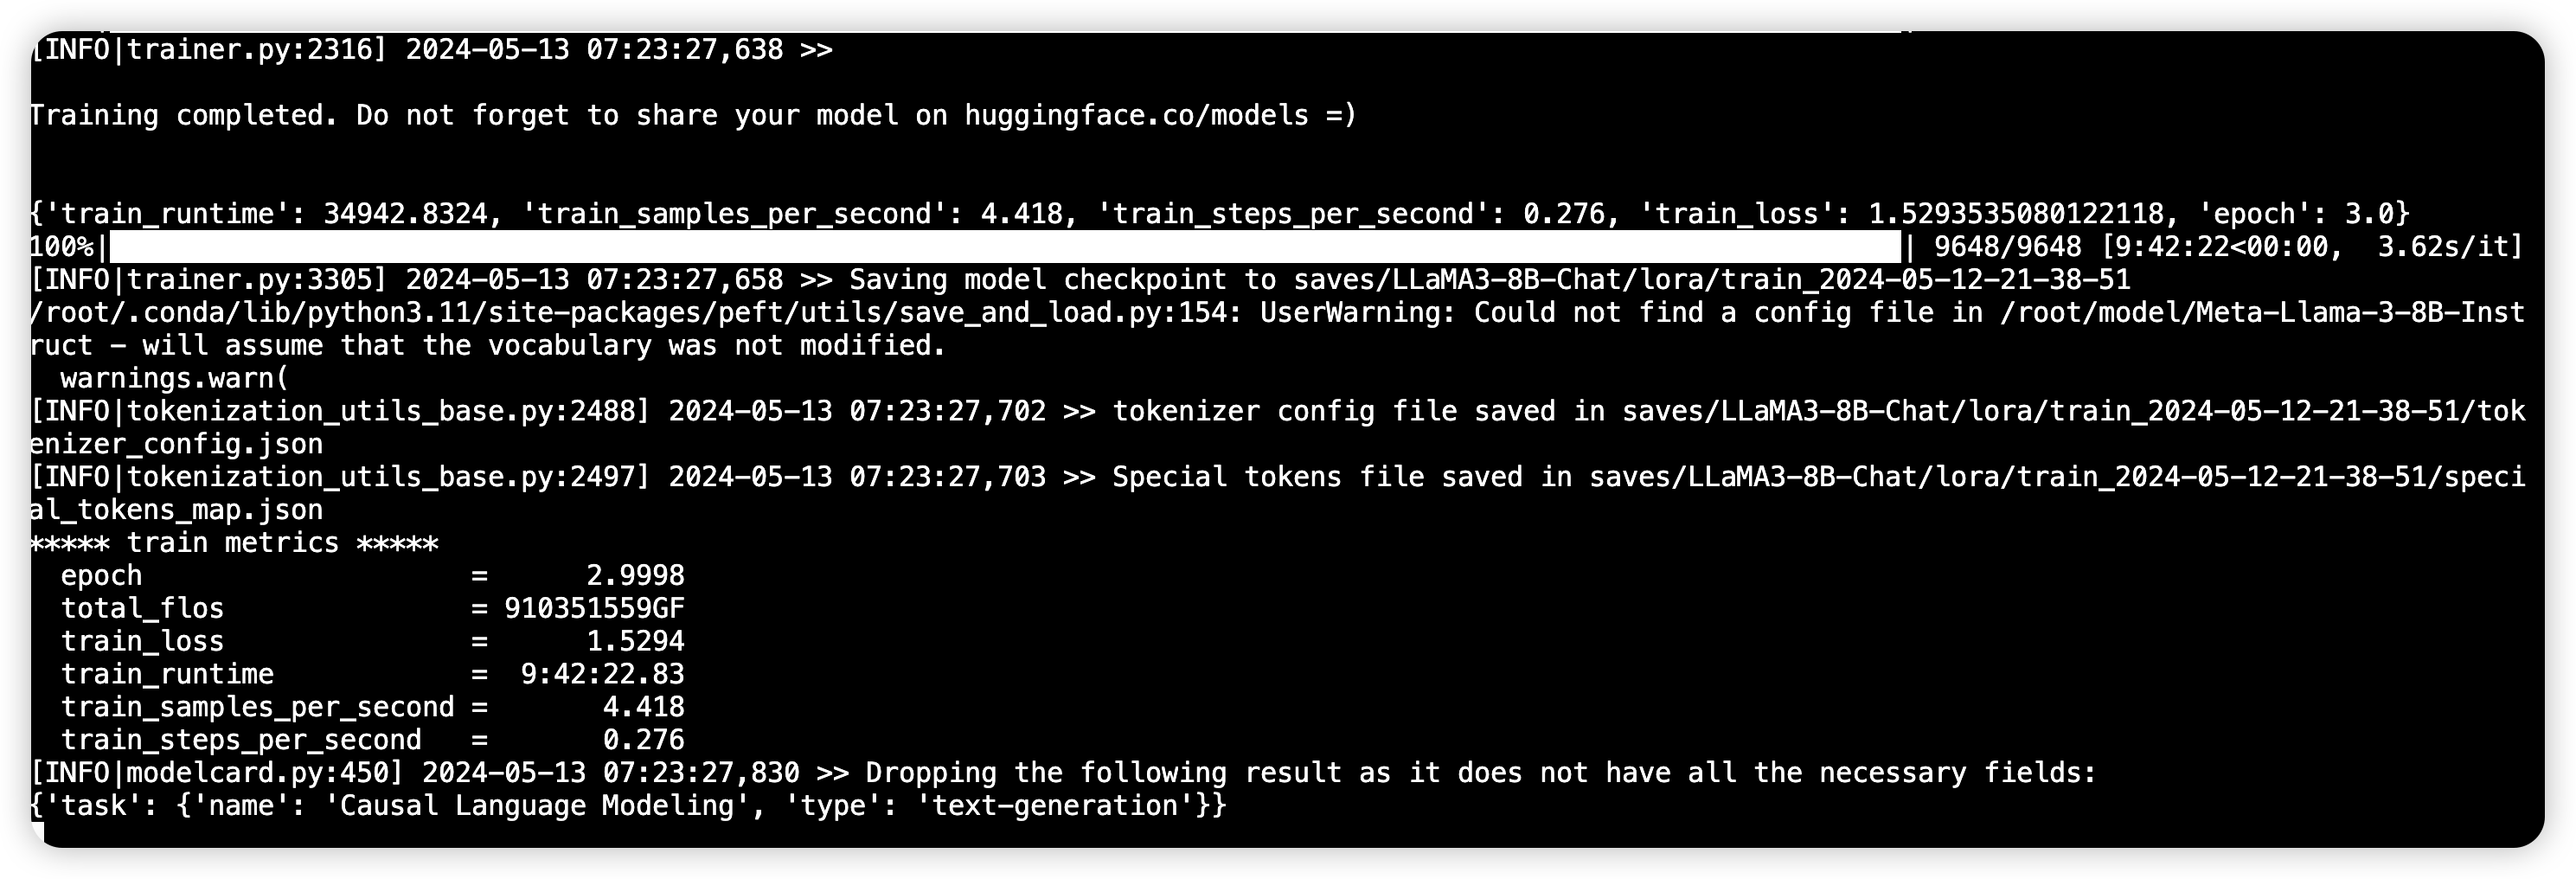 [INFO|trainer.py:2316] 2024-05-13 07:23:27,638 >>
Training completed. Do not forget to share your model on huggingface.co/models =)
{'train_runtime': 34942.8324, 'train_samples_per_second': 4.418, 'train_steps_per_second': 0.276, 'train_loss': 1.5293535080122118, 'epoch': 3.0}
100%|                                                  | 9648/9648 [9:42:22<00:00,  3.62s/it]
[INFO|trainer.py:3305] 2024-05-13 07:23:27,658 >> Saving model checkpoint to saves/LLaMA3-8B-Chat/lora/train_2024-05-12-21-38-51
/root/.conda/lib/python3.11/site-packages/peft/utils/save_and_load.py:154: UserWarning: Could not find a config file in /root/model/Meta-Llama-3-8B-Inst
ruct - will assume that the vocabulary was not modified.
  warnings.warn(
[INFO|tokenization_utils_base.py:2488] 2024-05-13 07:23:27,702 >> tokenizer config file saved in saves/LLaMA3-8B-Chat/lora/train_2024-05-12-21-38-51/tok
enizer_config.json
[INFO|tokenization_utils_base.py:2497] 2024-05-13 07:23:27,703 >> Special tokens file saved in saves/LLaMA3-8B-Chat/lora/train_2024-05-12-21-38-51/speci
al_tokens_map.json
***** train metrics *****
  epoch                    =     2.9998
  total_flos               = 910351559GF
  train_loss               =     1.5294
  train_runtime            = 9:42:22.83
  train_samples_per_second =      4.418
  train_steps_per_second   =      0.276
[INFO|modelcard.py:450] 2024-05-13 07:23:27,830 >> Dropping the following result as it does not have all the necessary fields:
{'task': {'name': 'Causal Language Modeling', 'type': 'text-generation'}}